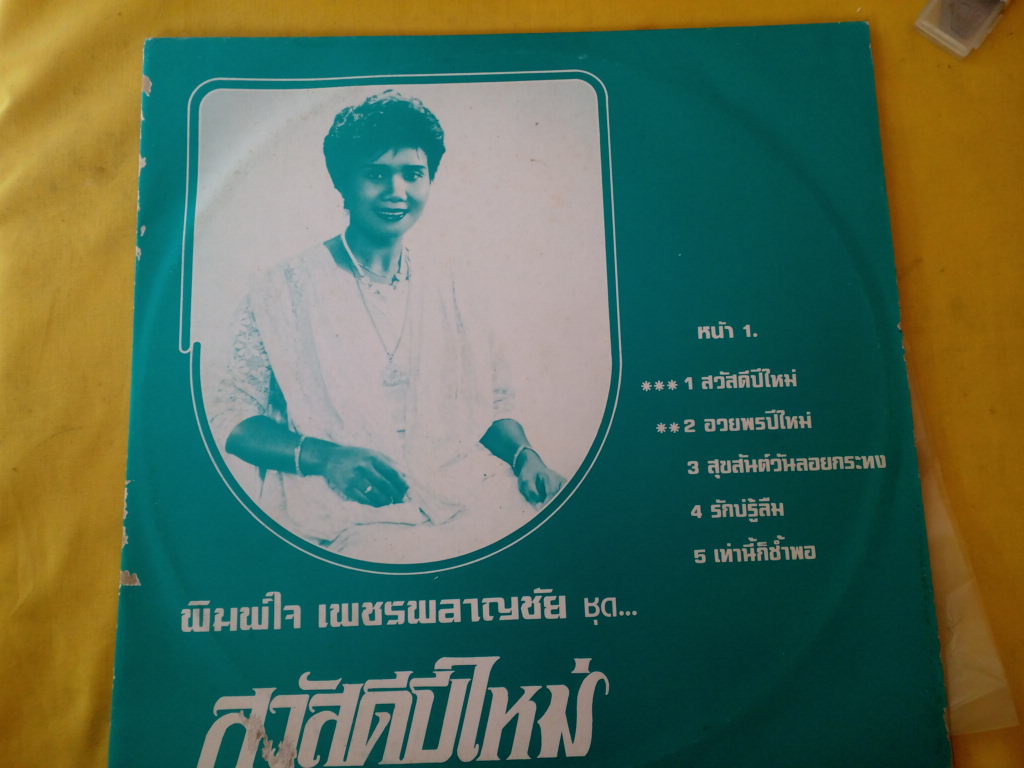 หน้า 1.
*** 1 สวัสดีปีใหม่
** 2 อวยพรปีใหม่
3 สุขสันต์วันลอยกระทง
4 รักบ่รู้ลืม
5 เท่านี้ก็ช้ำพอ
พิมพ์ใจ เพชรพลาญชัย ชุด...
สวัสดีปีใหม่